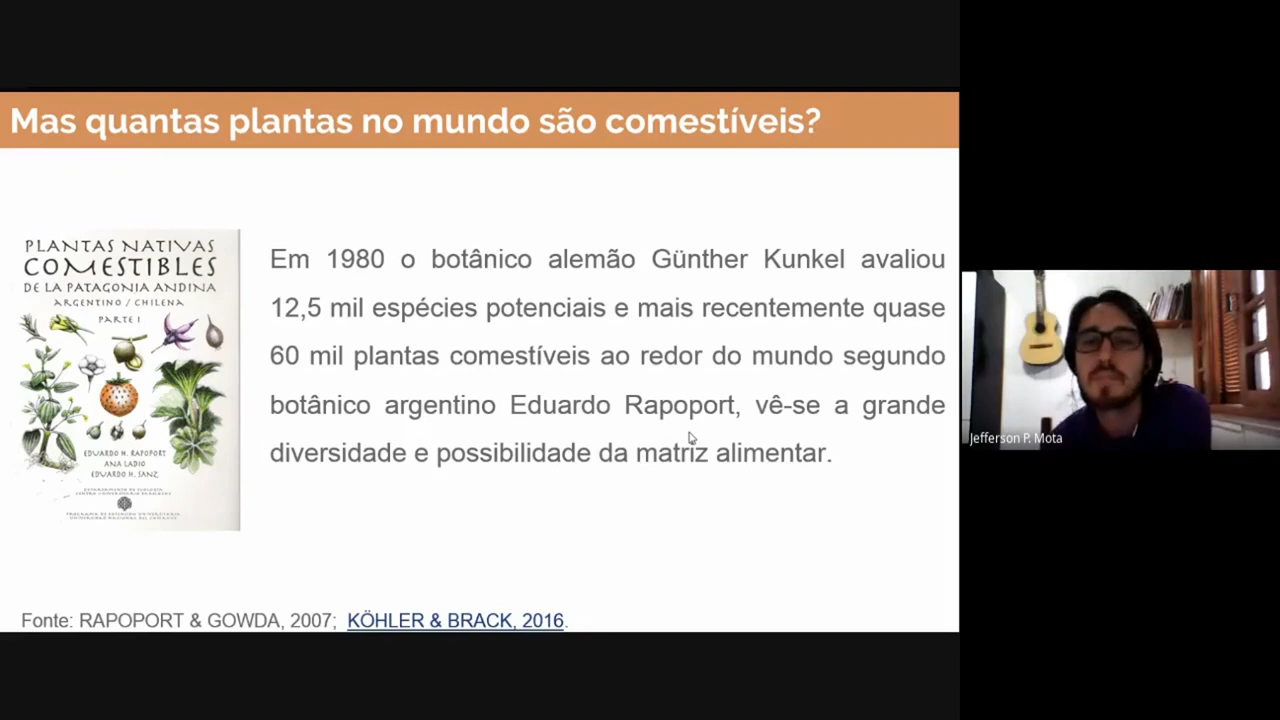 Mas quantas plantas no mundo são comestíveis?
PLANTAS NATIVAS
COMESTIBLES
DE LA PATAGONIA ANDINA
ARGENTINO / CHILENA
PARTE I
EDUARDO H. RAPOPORT
ANA LADIO
EDUARDO H. SANZ
Em 1980 o botânico alemão Günther Kunkel avaliou
12,5 mil espécies potenciais e mais recentemente quase
60 mil plantas comestíveis ao redor do mundo segundo
botânico argentino Eduardo Rapoport, vê-se a grande
diversidade e possibilidade da matriz alimentar.
Fonte: RAPOPORT & GOWDA, 2007; KÖHLER & BRACK, 2016.
Jefferson P. Mota